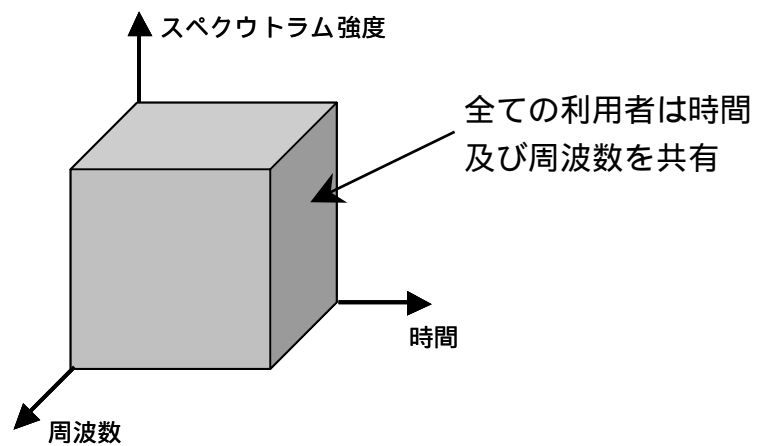 スペクウトラム強度
全ての利用者は時間
及び周波数を共有
時間
周波数